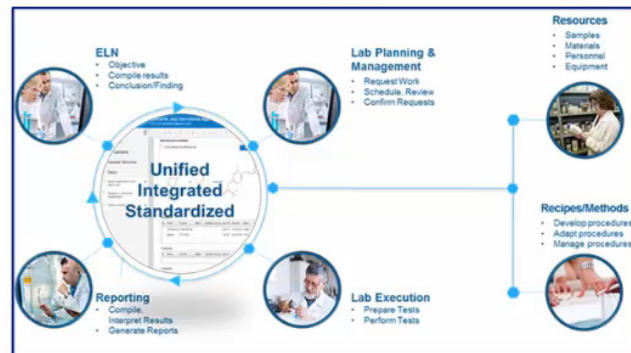 Resources
• Samples
• Materials
• Personnel
• Equipment
ELN
• Objective
• Compile results
• Conclusion/Finding
Lab Planning &
Management
• Request Work
• Schedule, Review
• Confirm Requests
Unified
Integrated
Standardized
Recipes/Methods
• Develop procedures
• Adapt procedures
• Manage procedures
Reporting
• Compile,
Interpret Results
• Generate Reports
Lab Execution
• Prepare Tests
• Perform Tests